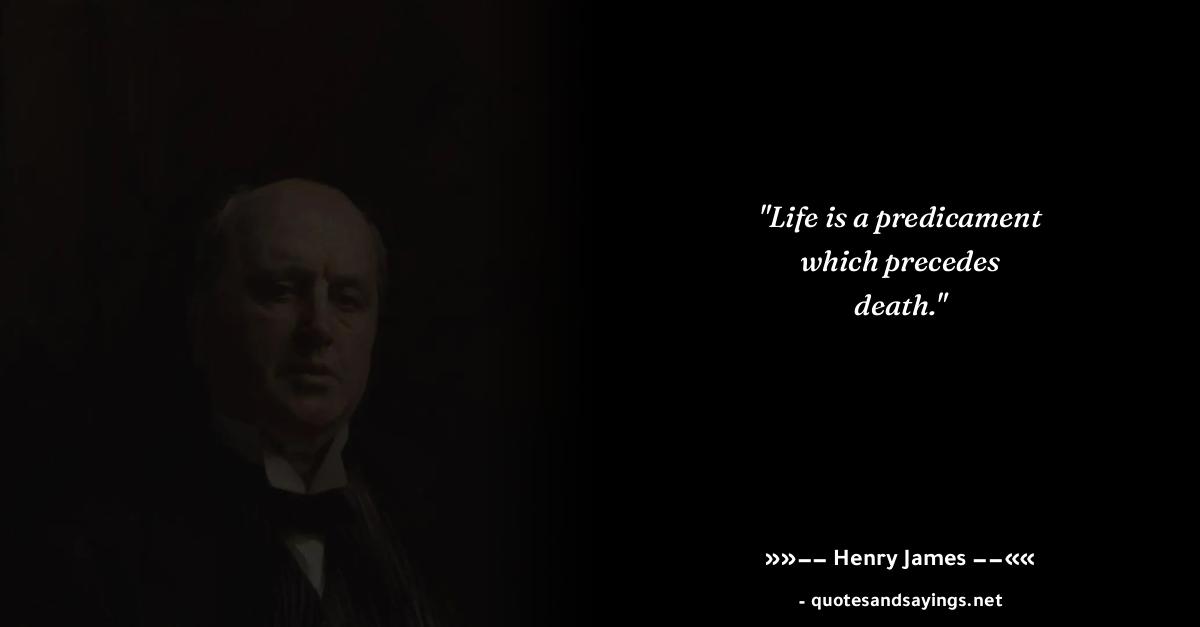 "Life is a predicament
which precedes
death."
»»–– Henry James ––««
- quotesandsayings.net